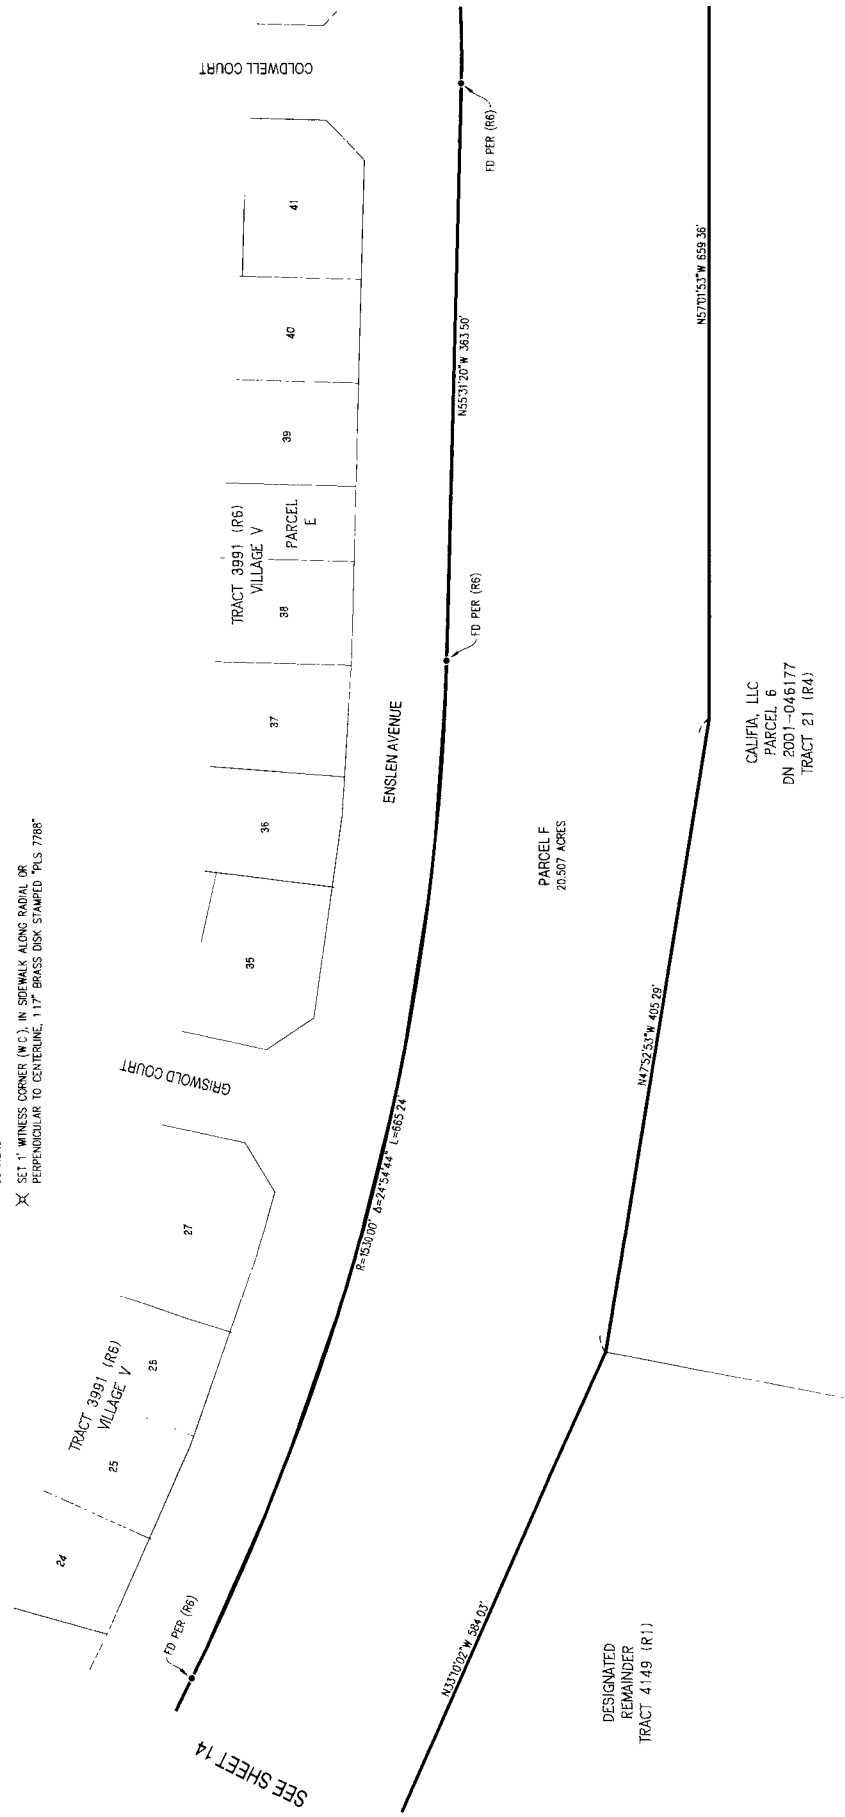 SET 1' WITNESS CORNER (W.C.), IN SIDEWALK ALONG RADIAL OR
PERPENDICULAR TO CENTERLINE, 1.17" BRASS DISK STAMPED "PLS 7788"
COLDWELL COURT
41
40
39
PARCEL
E
TRACT 3991 (R6)
VILLAGE V
38
37
36
35
GRISWOLD COURT
27
26
25
24
TRACT 3991 (R6)
VILLAGE V
ENSLEN AVENUE
FD PER (R6)
N55°31'20"W 363.50'
FD PER (R6)
R=1530.00' Δ=24°54'44" L=665.24'
FD PER (R6)
SEE SHEET 14
PARCEL F
20.507 ACRES
N57°01'53"W 659.36'
N47°52'53"W 405.29'
N33°10'02"W 584.03'
CALIFIA, LLC
PARCEL 6
DN 2001-046177
TRACT 21 (R4)
DESIGNATED
REMAINDER
TRACT 4149 (R1)